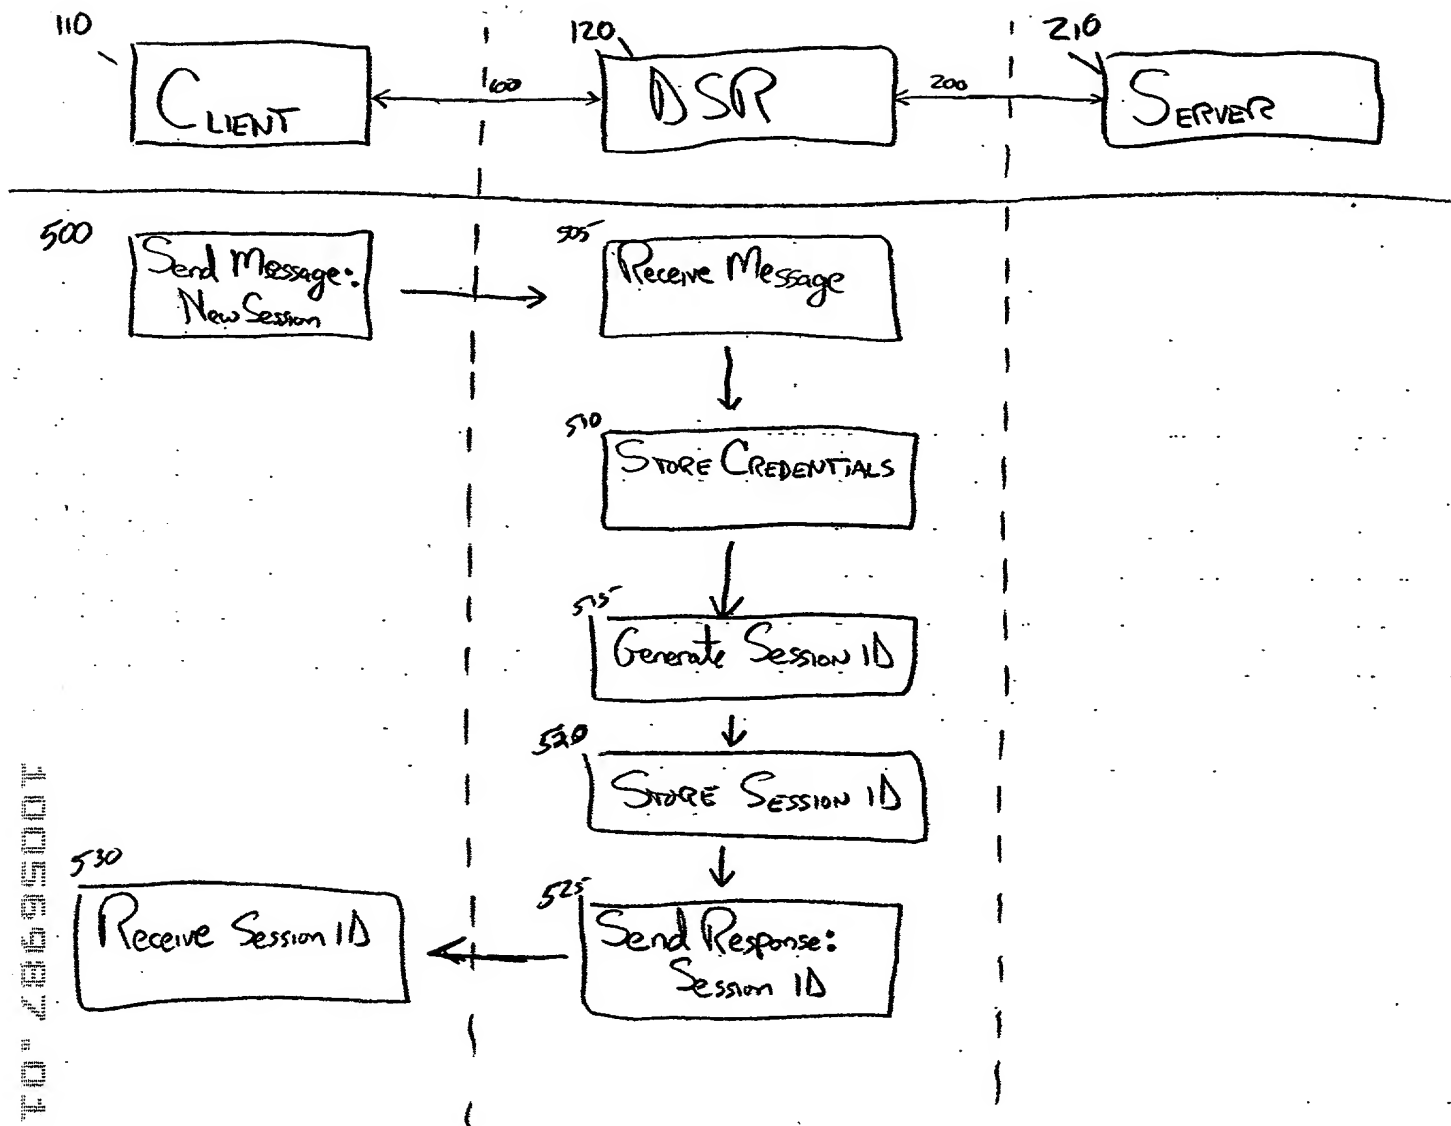 110
120
210
CLIENT
100
DSR
200
SERVER
500
Send Message:
New Session
505
Receive Message
510
STORE CREDENTIALS
515
Generate Session ID
520
STORE SESSION ID
530
Receive Session ID
525
Send Response:
Session ID